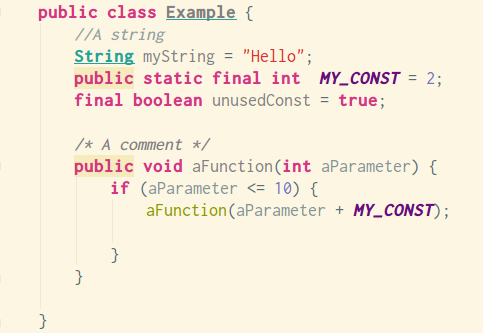 public class Example {
//A string
String myString = "Hello";
public static final int  MY_CONST = 2;
final boolean unusedConst = true;
/* A comment */
public void aFunction(int aParameter) {
if (aParameter <= 10) {
aFunction(aParameter + MY_CONST);
}
}
}